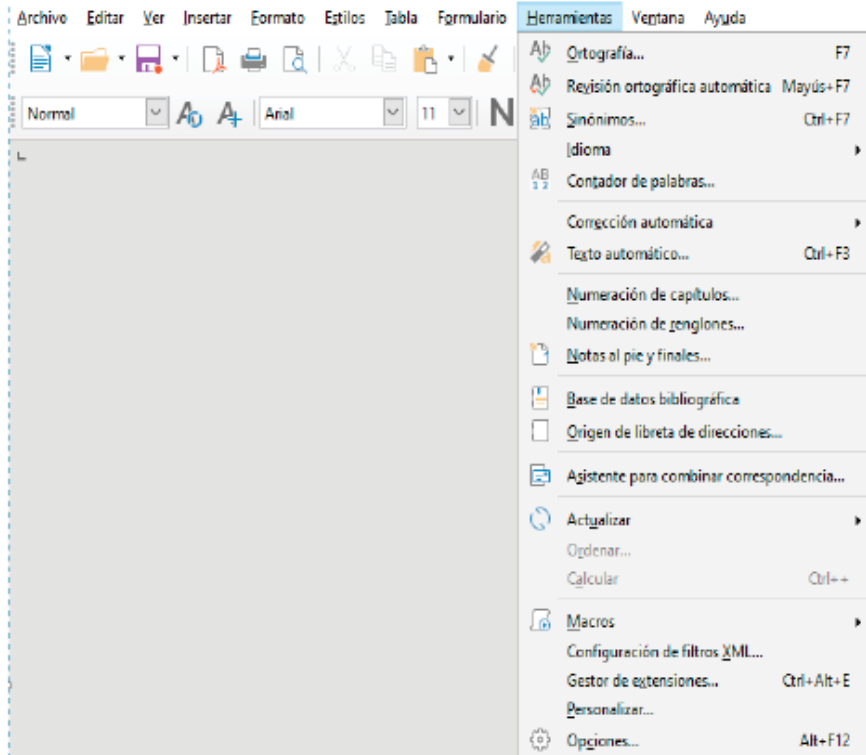 Archivo Editar Ver Insertar Formato Estilos Tabla Formulario Herramientas Ventana Ayuda
Normal Arial 11 N
Ortografía... F7
Revisión ortográfica automática Mayús+F7
Sinónimos... Ctrl+F7
Idioma
Contador de palabras...
Corrección automática
Texto automático... Ctrl+F3
Numeración de capítulos...
Numeración de renglones...
Notas al pie y finales...
Base de datos bibliográfica
Origen de libreta de direcciones...
Asistente para combinar correspondencia...
Actualizar
Ordenar...
Calcular Ctrl++
Macros
Configuración de filtros XML...
Gestor de extensiones... Ctrl+Alt+E
Personalizar...
Opciones... Alt+F12